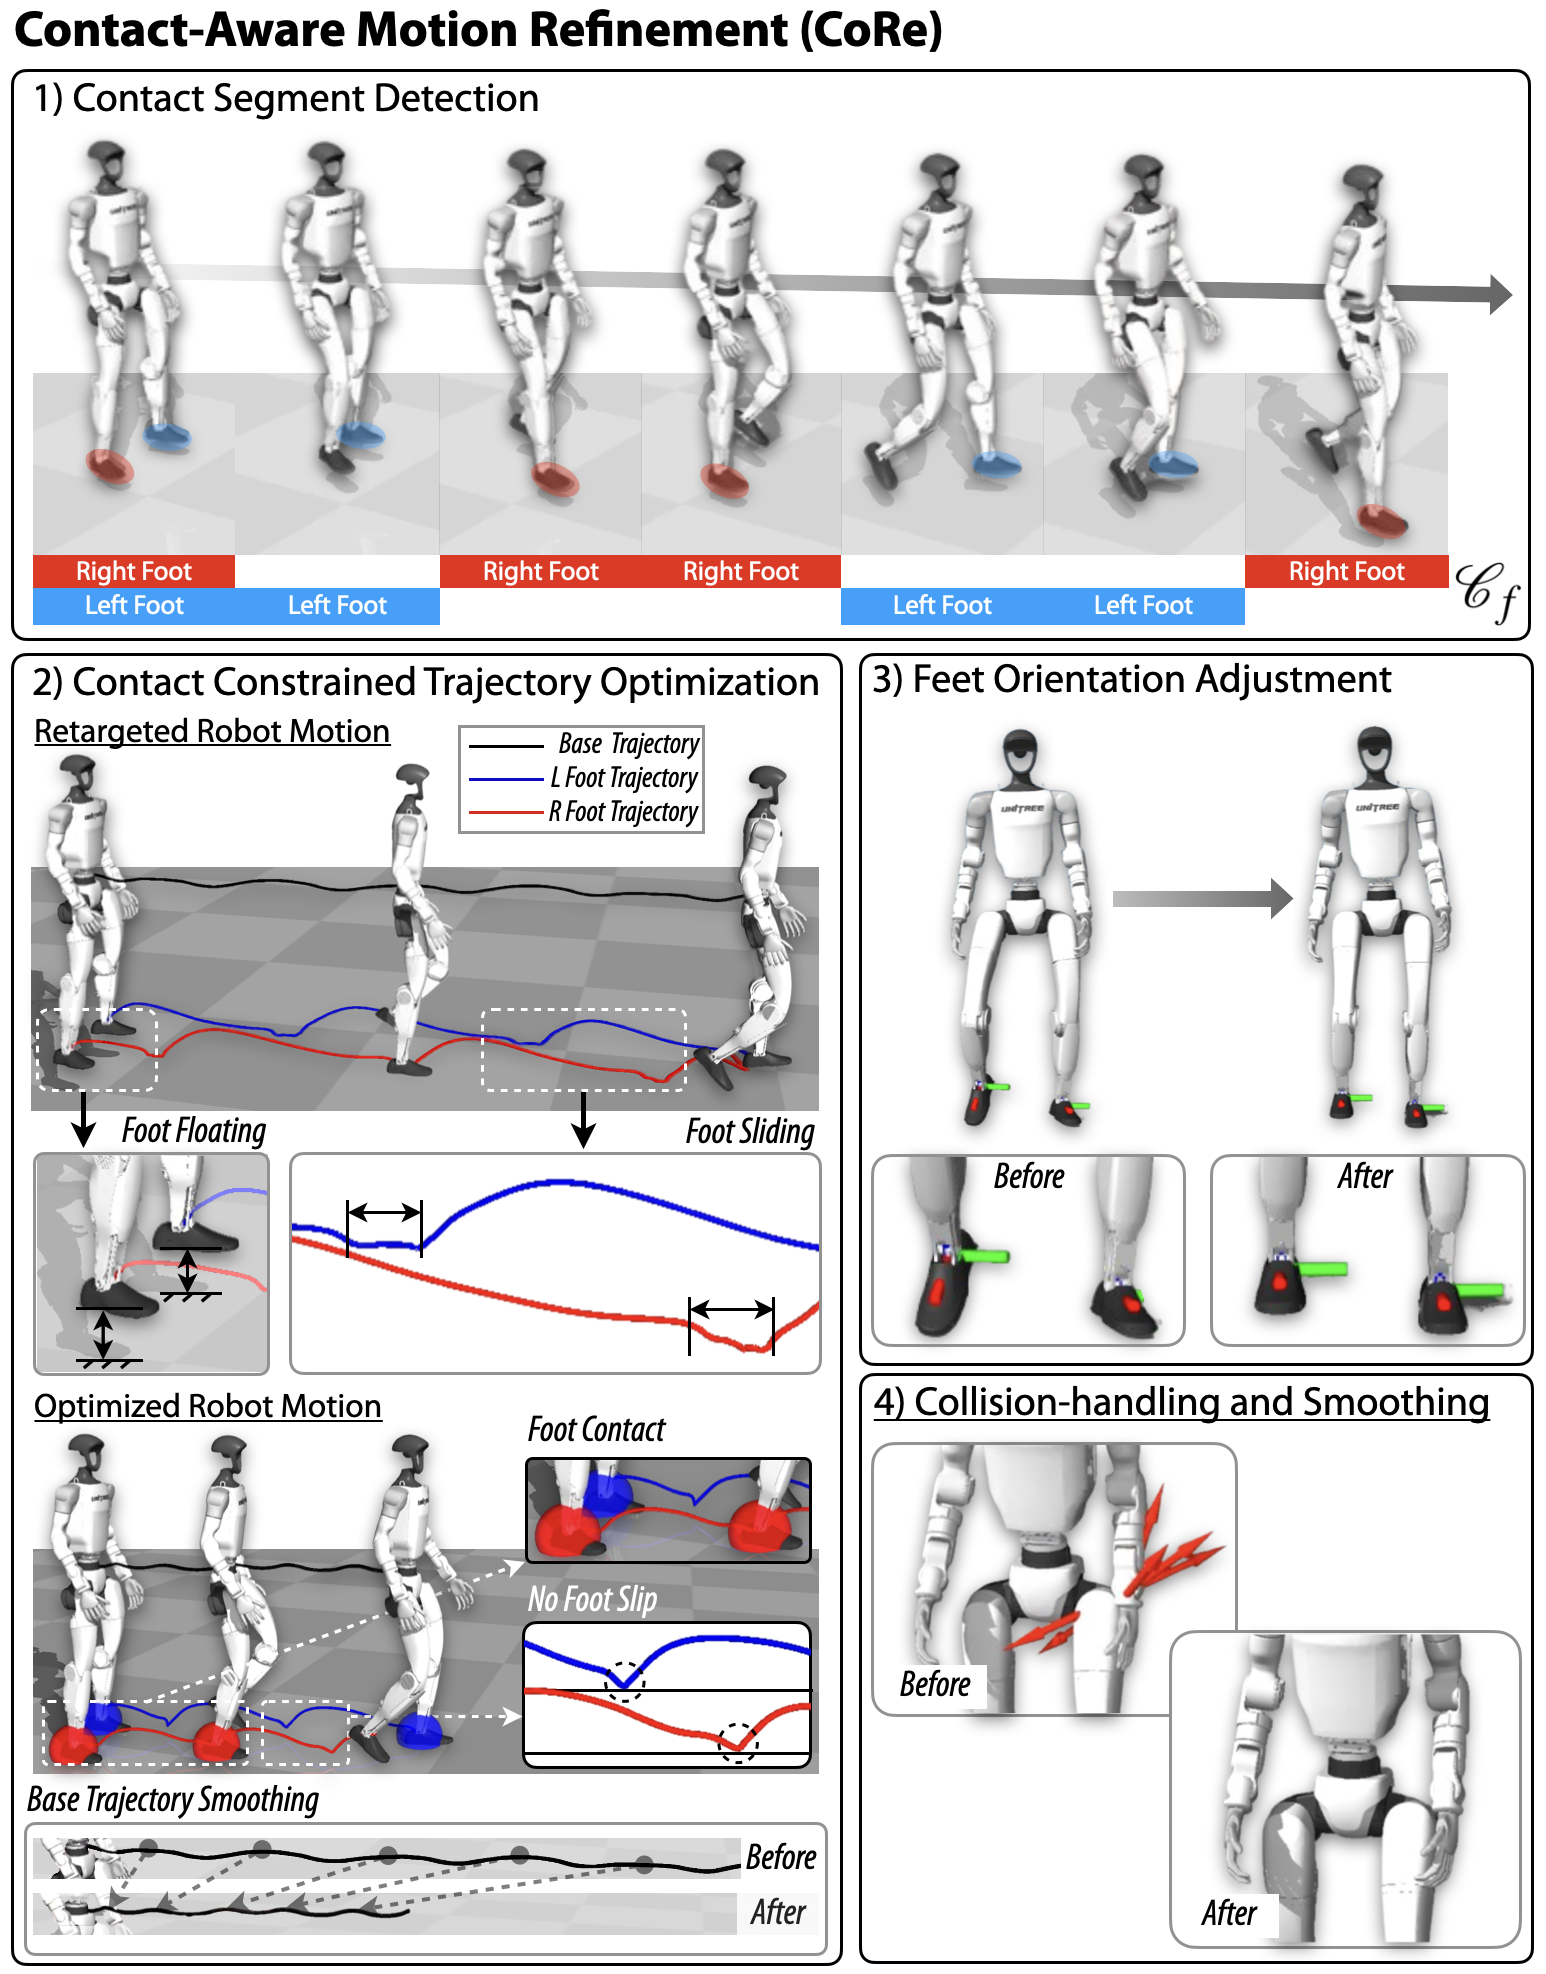 Contact-Aware Motion Refinement (CoRe)
1) Contact Segment Detection
Right Foot
Right Foot
Right Foot
Right Foot
Left Foot
Left Foot
Left Foot
Left Foot
𝒞f
2) Contact Constrained Trajectory Optimization
Retargeted Robot Motion
Base Trajectory
L Foot Trajectory
R Foot Trajectory
Foot Floating
Foot Sliding
Optimized Robot Motion
Foot Contact
No Foot Slip
Base Trajectory Smoothing
Before
After
3) Feet Orientation Adjustment
UNITREE
UNITREE
Before
After
4) Collision-handling and Smoothing
Before
After